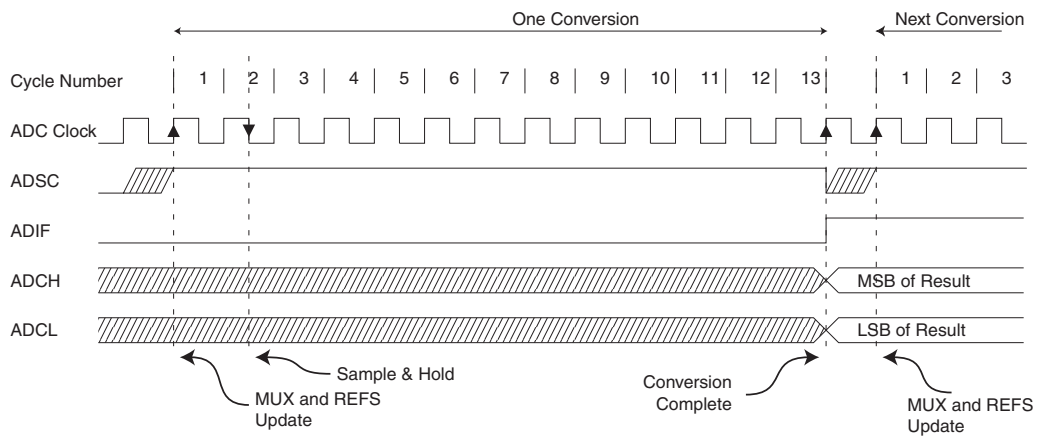 One Conversion
Next Conversion
Cycle Number 1 2 3 4 5 6 7 8 9 10 11 12 13 1 2 3
ADC Clock
ADSC
ADIF
ADCH
MSB of Result
ADCL
LSB of Result
Sample & Hold
MUX and REFS
Update
Conversion
Complete
MUX and REFS
Update